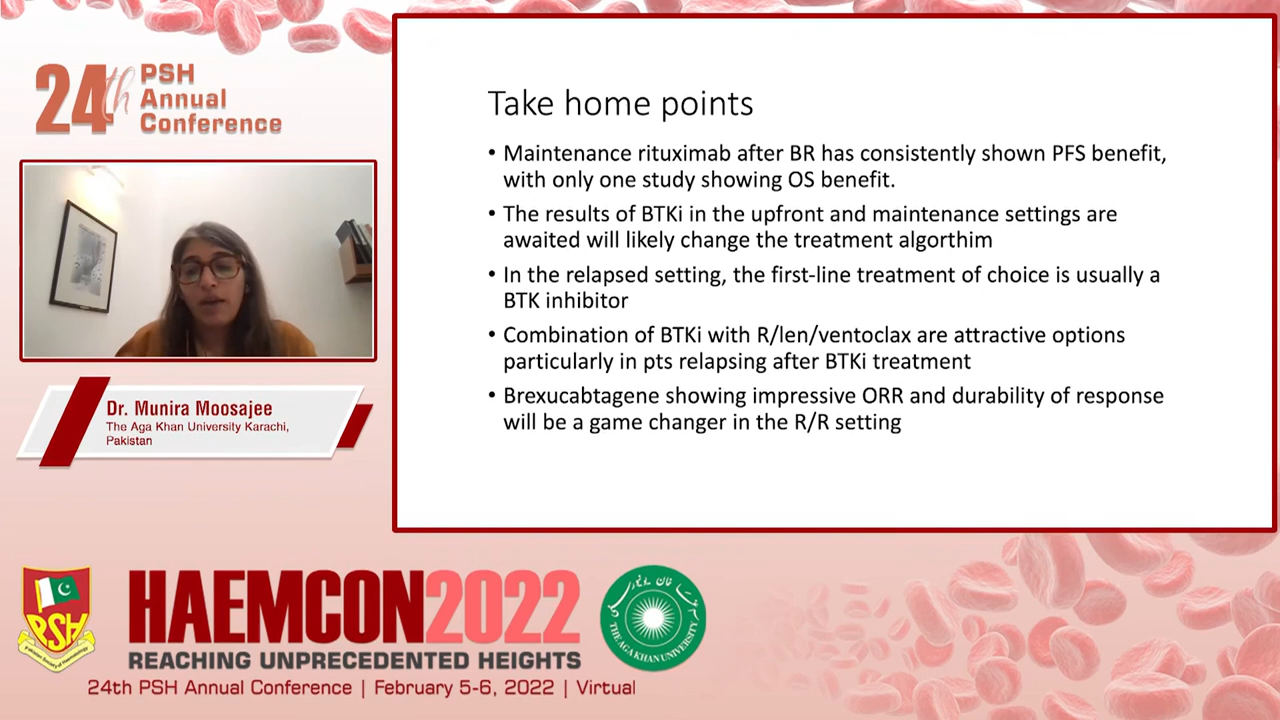 24th PSH
Annual
Conference
Dr. Munira Moosajee
The Aga Khan University Karachi,
Pakistan
Take home points
• Maintenance rituximab after BR has consistently shown PFS benefit,
with only one study showing OS benefit.
• The results of BTKi in the upfront and maintenance settings are
awaited will likely change the treatment algorthim
• In the relapsed setting, the first-line treatment of choice is usually a
BTK inhibitor
• Combination of BTKi with R/len/ventoclax are attractive options
particularly in pts relapsing after BTKi treatment
• Brexucabtagene showing impressive ORR and durability of response
will be a game changer in the R/R setting
PSH
HAEMCON2022
REACHING UNPRECEDENTED HEIGHTS
24th PSH Annual Conference | February 5-6, 2022 | Virtual
THE AGA KHAN UNIVERSITY